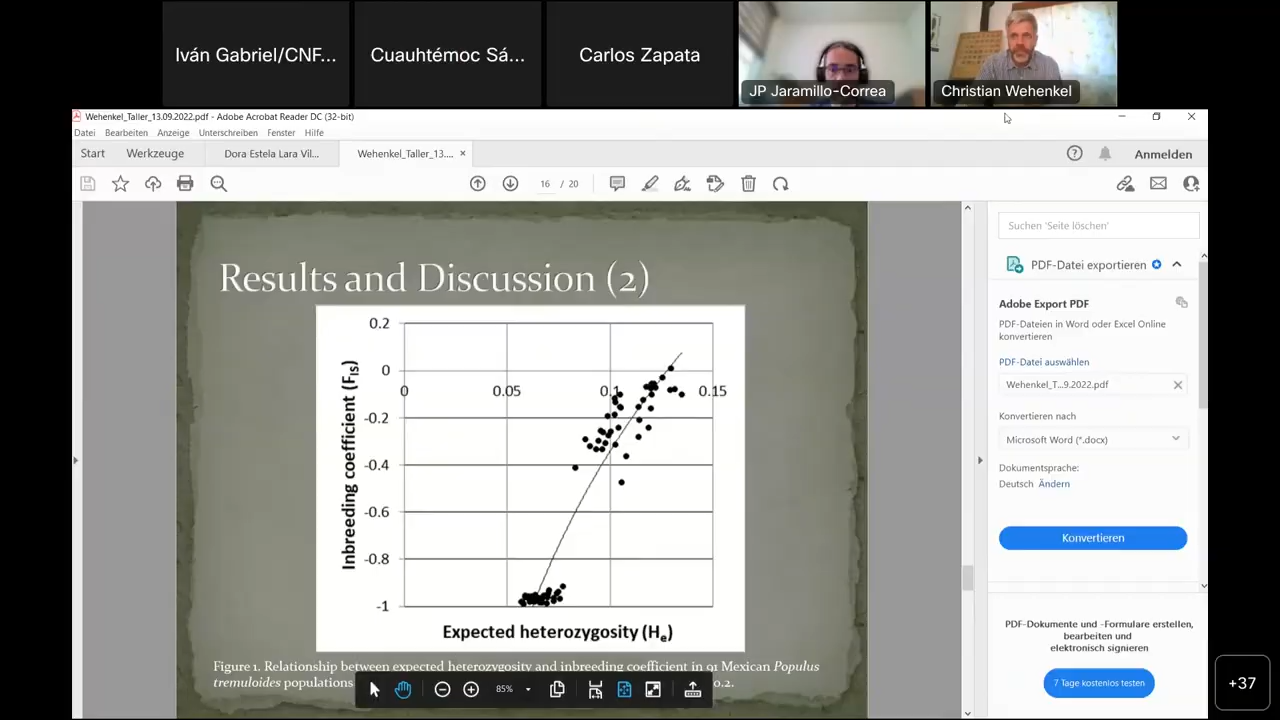 Iván Gabriel/CNF...
Cuauhtémoc Sá...
Carlos Zapata
JP Jaramillo-Correa
Christian Wehenkel
Wehenkel_Taller_13.09.2022.pdf - Adobe Acrobat Reader DC (32-bit)
Datei Bearbeiten Anzeige Unterschreiben Fenster Hilfe
Start Werkzeuge Dora Estela Lara Vil... Wehenkel_Taller_13.... ×
16 / 20
Anmelden
Results and Discussion (2)
Inbreeding coefficient (FIS)
0.2
0
-0.2
-0.4
-0.6
-0.8
-1
0 0.05 0.1 0.15
Expected heterozygosity (He)
Figure 1. Relationship between expected heterozygosity and inbreeding coefficient in 91 Mexican Populus
tremuloides populations
0.2.
85%
Suchen 'Seite löschen'
PDF-Datei exportieren
Adobe Export PDF
PDF-Dateien in Word oder Excel Online
konvertieren
PDF-Datei auswählen
Wehenkel_T...9.2022.pdf
Konvertieren nach
Microsoft Word (*.docx)
Dokumentsprache:
Deutsch Ändern
Konvertieren
PDF-Dokumente und -Formulare erstellen,
bearbeiten und
elektronisch signieren
7 Tage kostenlos testen
+37